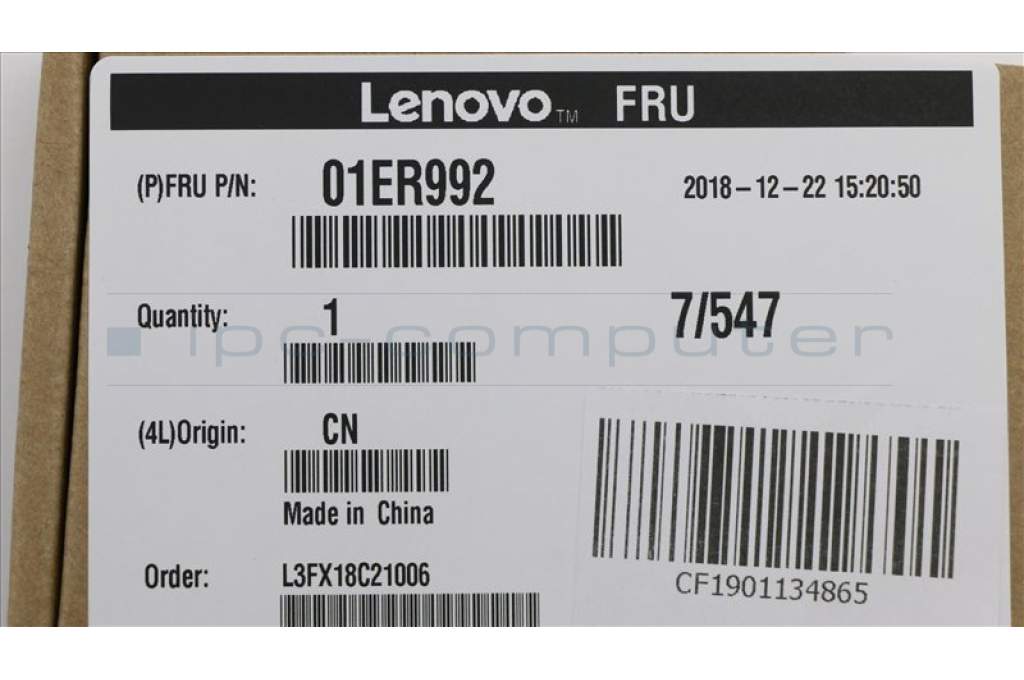 Lenovo™ FRU
(P)FRU P/N: 01ER992 2018-12-22 15:20:50
Quantity: 1 7/547
ipc-computer
(4L)Origin: CN
Made in China
Order: L3FX18C21006
CF1901134865